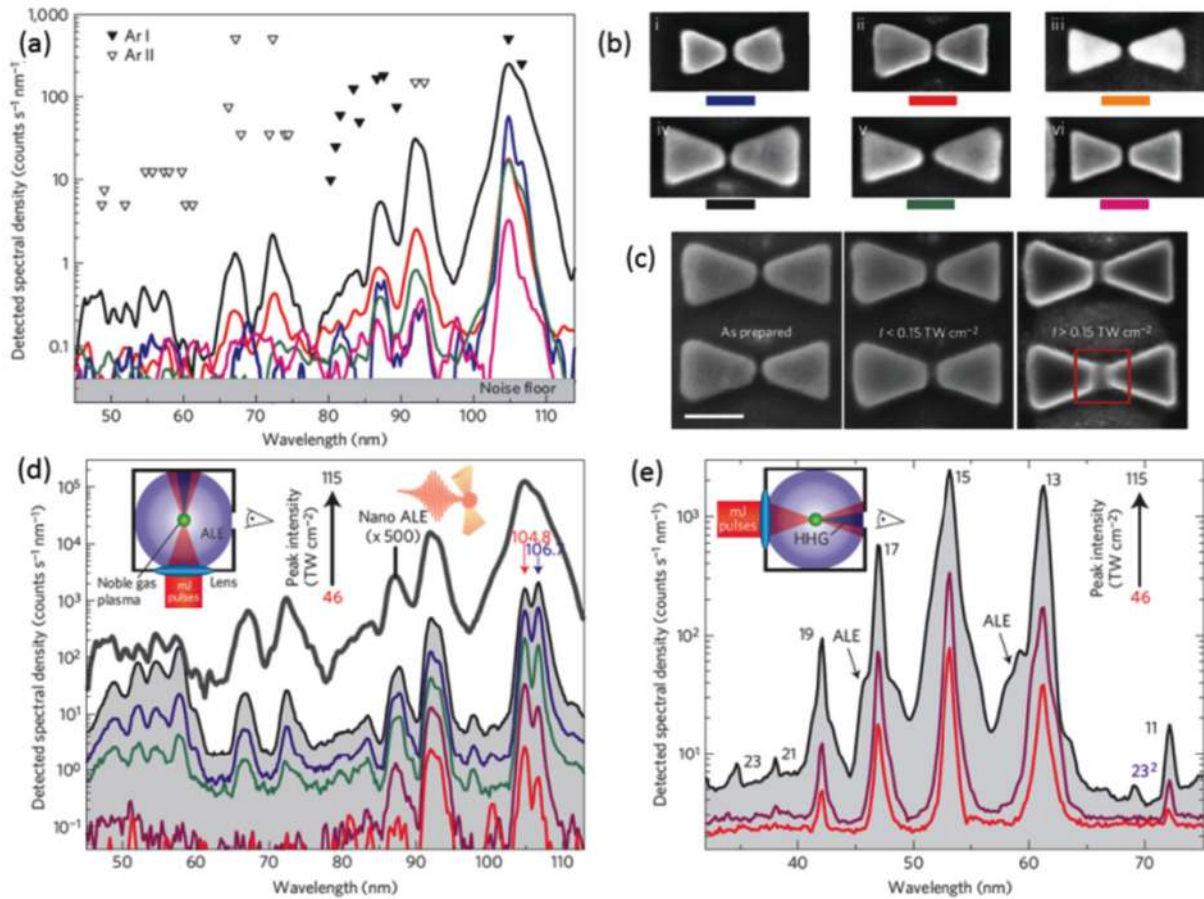 (a)
1,000
100
10
1
0.1
Detected spectral density (counts s⁻¹ nm⁻¹)
Ar I
Ar II
Noise floor
50 60 70 80 90 100 110
Wavelength (nm)
(b)
i ii iii
iv v vi
(c)
As prepared
I < 0.15 TW cm⁻²
I > 0.15 TW cm⁻²
(d)
10⁵
10⁴
10³
10²
10¹
10⁰
10⁻¹
Detected spectral density (counts s⁻¹ nm⁻¹)
ALE
Noble gas
plasma
mJ
pulses
Lens
115
Peak intensity
(TW cm⁻²)
46
Nano ALE
(x 500)
104.8
106.7
50 60 70 80 90 100 110
Wavelength (nm)
(e)
10³
10²
10¹
Detected spectral density (counts s⁻¹ nm⁻¹)
mJ
pulses
HHG
115
Peak intensity
(TW cm⁻²)
46
23
21
19
ALE
17
15
ALE
13
23²
11
40 50 60 70
Wavelength (nm)